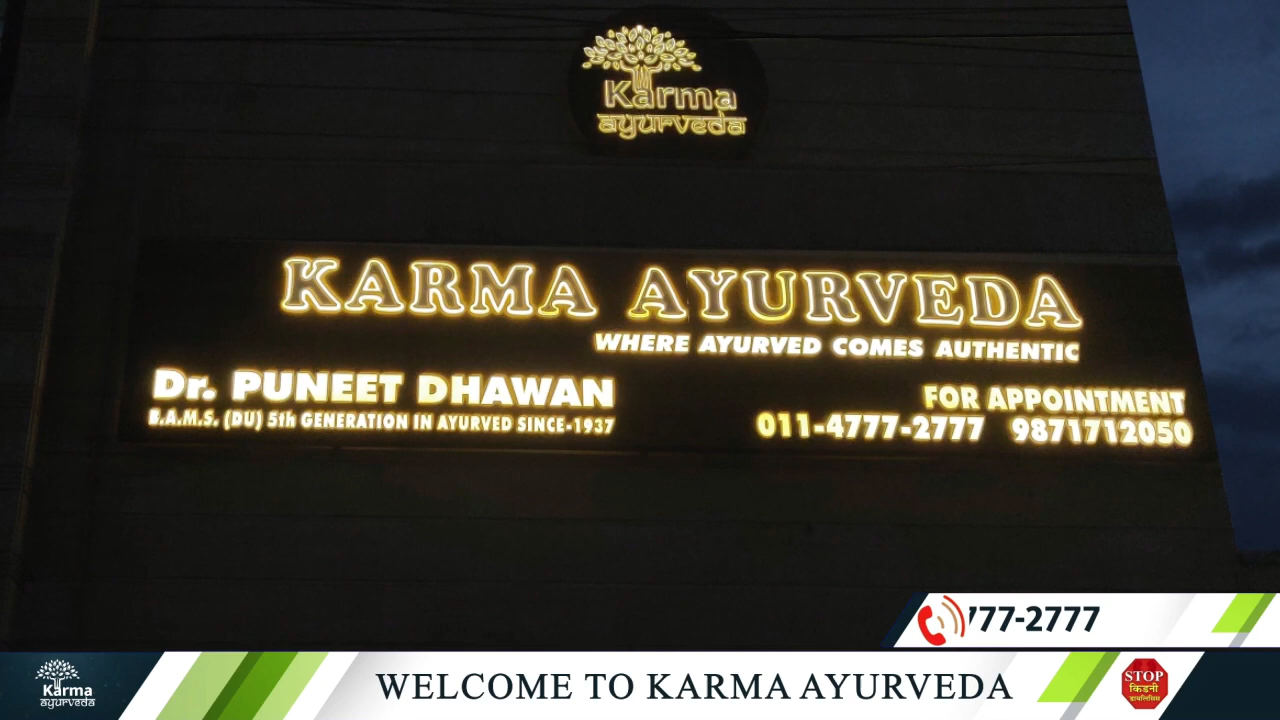 Karma
ayurveda
KARMA AYURVEDA
WHERE AYURVED COMES AUTHENTIC
Dr. PUNEET DHAWAN
B.A.M.S. (DU) 5th GENERATION IN AYURVED SINCE-1937
FOR APPOINTMENT
011-4777-2777 9871712050
777-2777
Karma
ayurveda
WELCOME TO KARMA AYURVEDA
STOP
किडनी
डायलिसिस